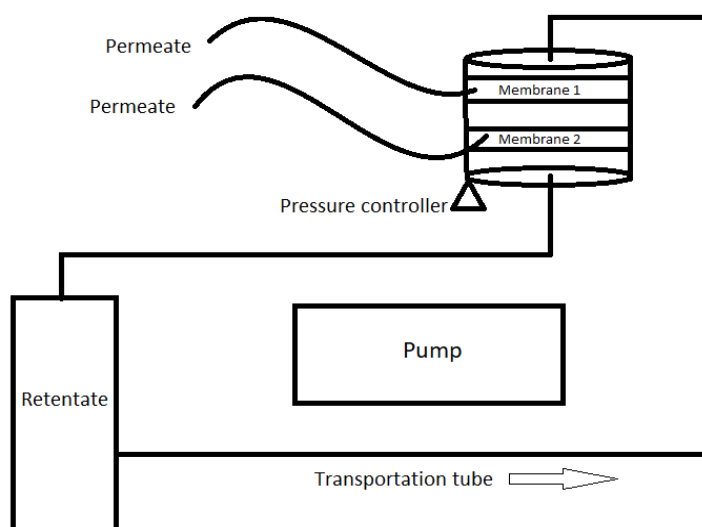 Permeate
Membrane 1
Permeate
Membrane 2
Pressure controller
Pump
Retentate
Transportation tube